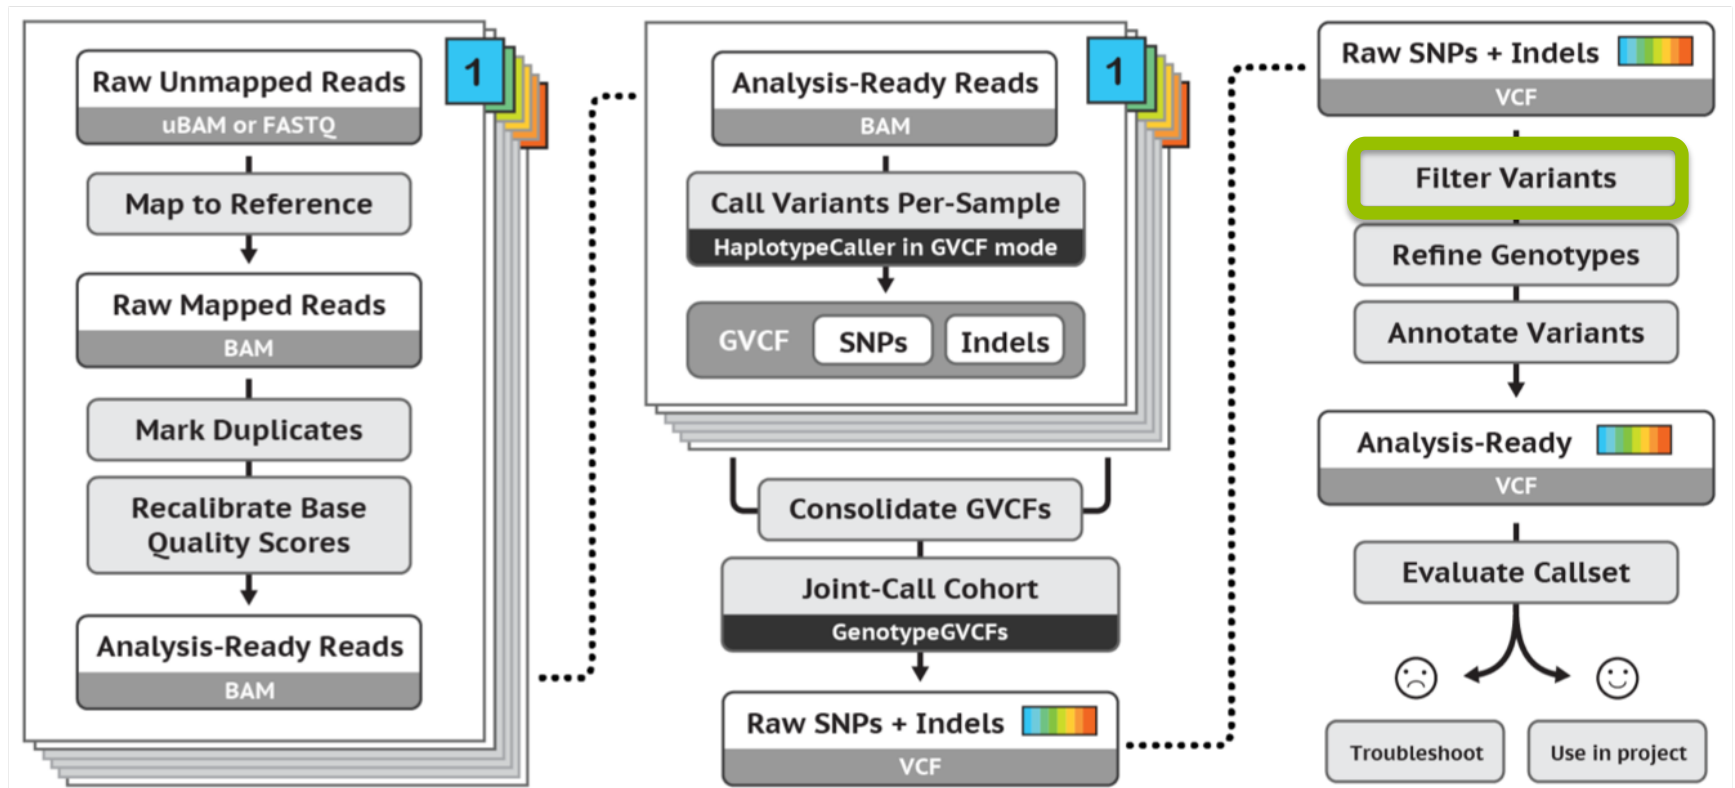 Raw Unmapped Reads
uBAM or FASTQ
Map to Reference
Raw Mapped Reads
BAM
Mark Duplicates
Recalibrate Base
Quality Scores
Analysis-Ready Reads
BAM
1
Analysis-Ready Reads
BAM
Call Variants Per-Sample
HaplotypeCaller in GVCF mode
GVCF SNPs Indels
1
Consolidate GVCFs
Joint-Call Cohort
GenotypeGVCFs
Raw SNPs + Indels
VCF
Raw SNPs + Indels
VCF
Filter Variants
Refine Genotypes
Annotate Variants
Analysis-Ready
VCF
Evaluate Callset
Troubleshoot
Use in project